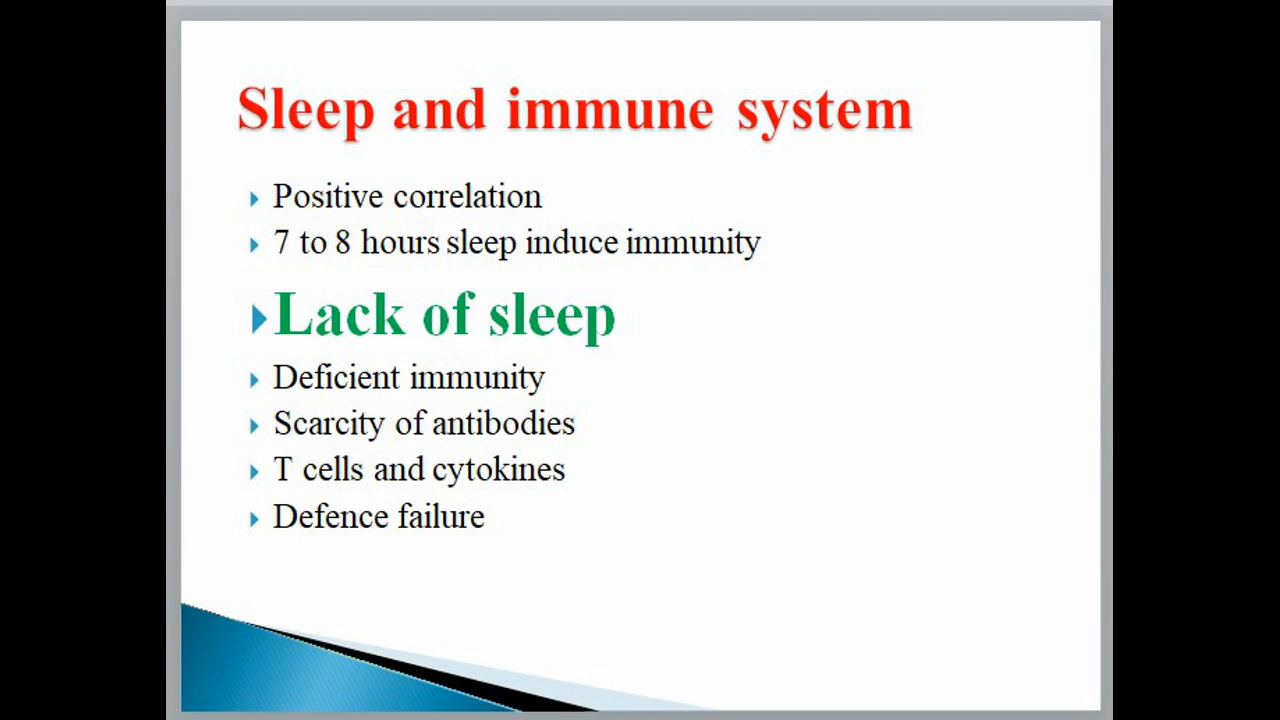 Sleep and immune system
Positive correlation
7 to 8 hours sleep induce immunity
Lack of sleep
Deficient immunity
Scarcity of antibodies
T cells and cytokines
Defence failure